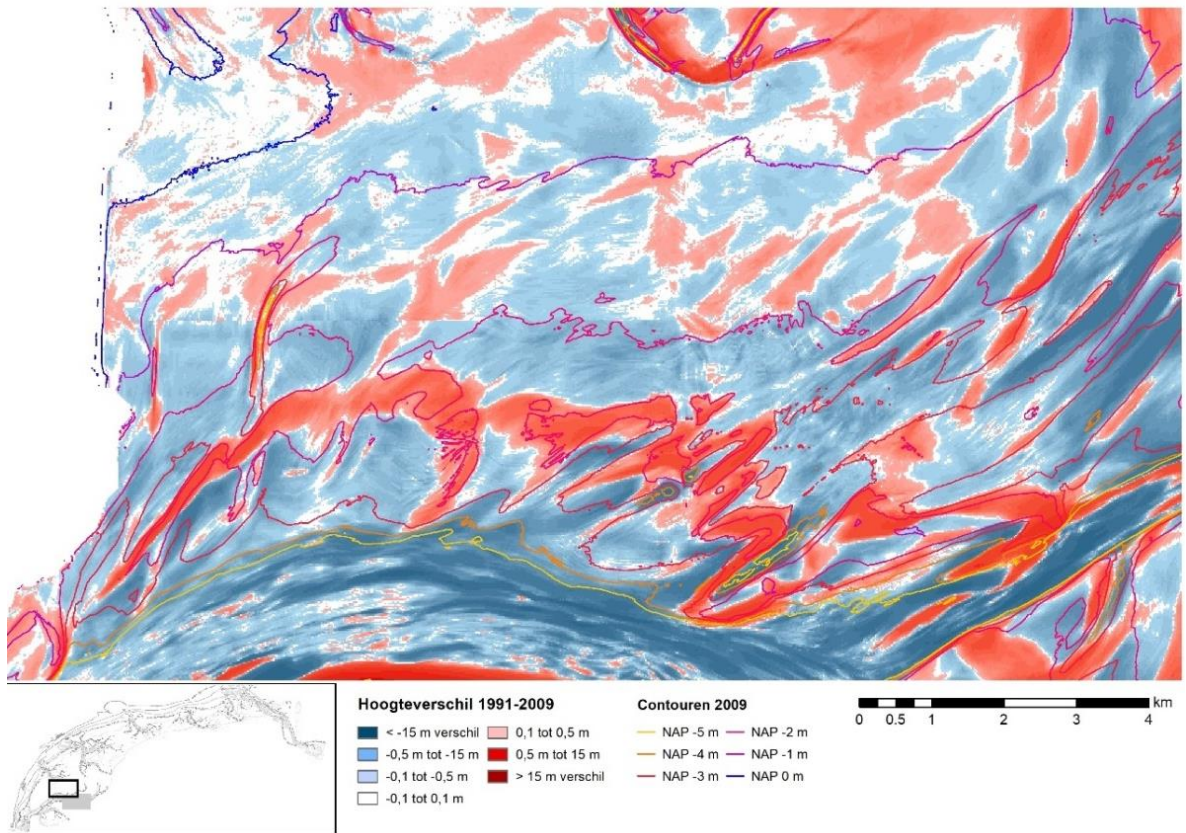 Hoogteverschil 1991-2009
< -15 m verschil
-0,5 m tot -15 m
-0,1 tot -0,5 m
-0,1 tot 0,1 m
0,1 tot 0,5 m
0,5 m tot 15 m
> 15 m verschil
Contouren 2009
NAP -5 m
NAP -4 m
NAP -3 m
NAP -2 m
NAP -1 m
NAP 0 m
km
0 0.5 1 2 3 4